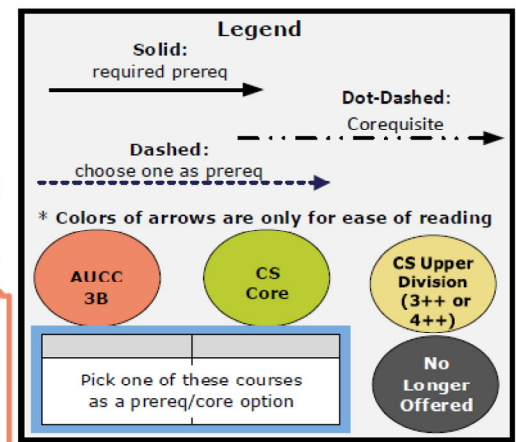 Legend
Solid:
required prereq
Dot-Dashed:
Corequisite
Dashed:
choose one as prereq
* Colors of arrows are only for ease of reading
AUCC
3B
CS
Core
CS Upper
Division
(3++ or
4++)
Pick one of these courses
as a prereq/core option
No
Longer
Offered